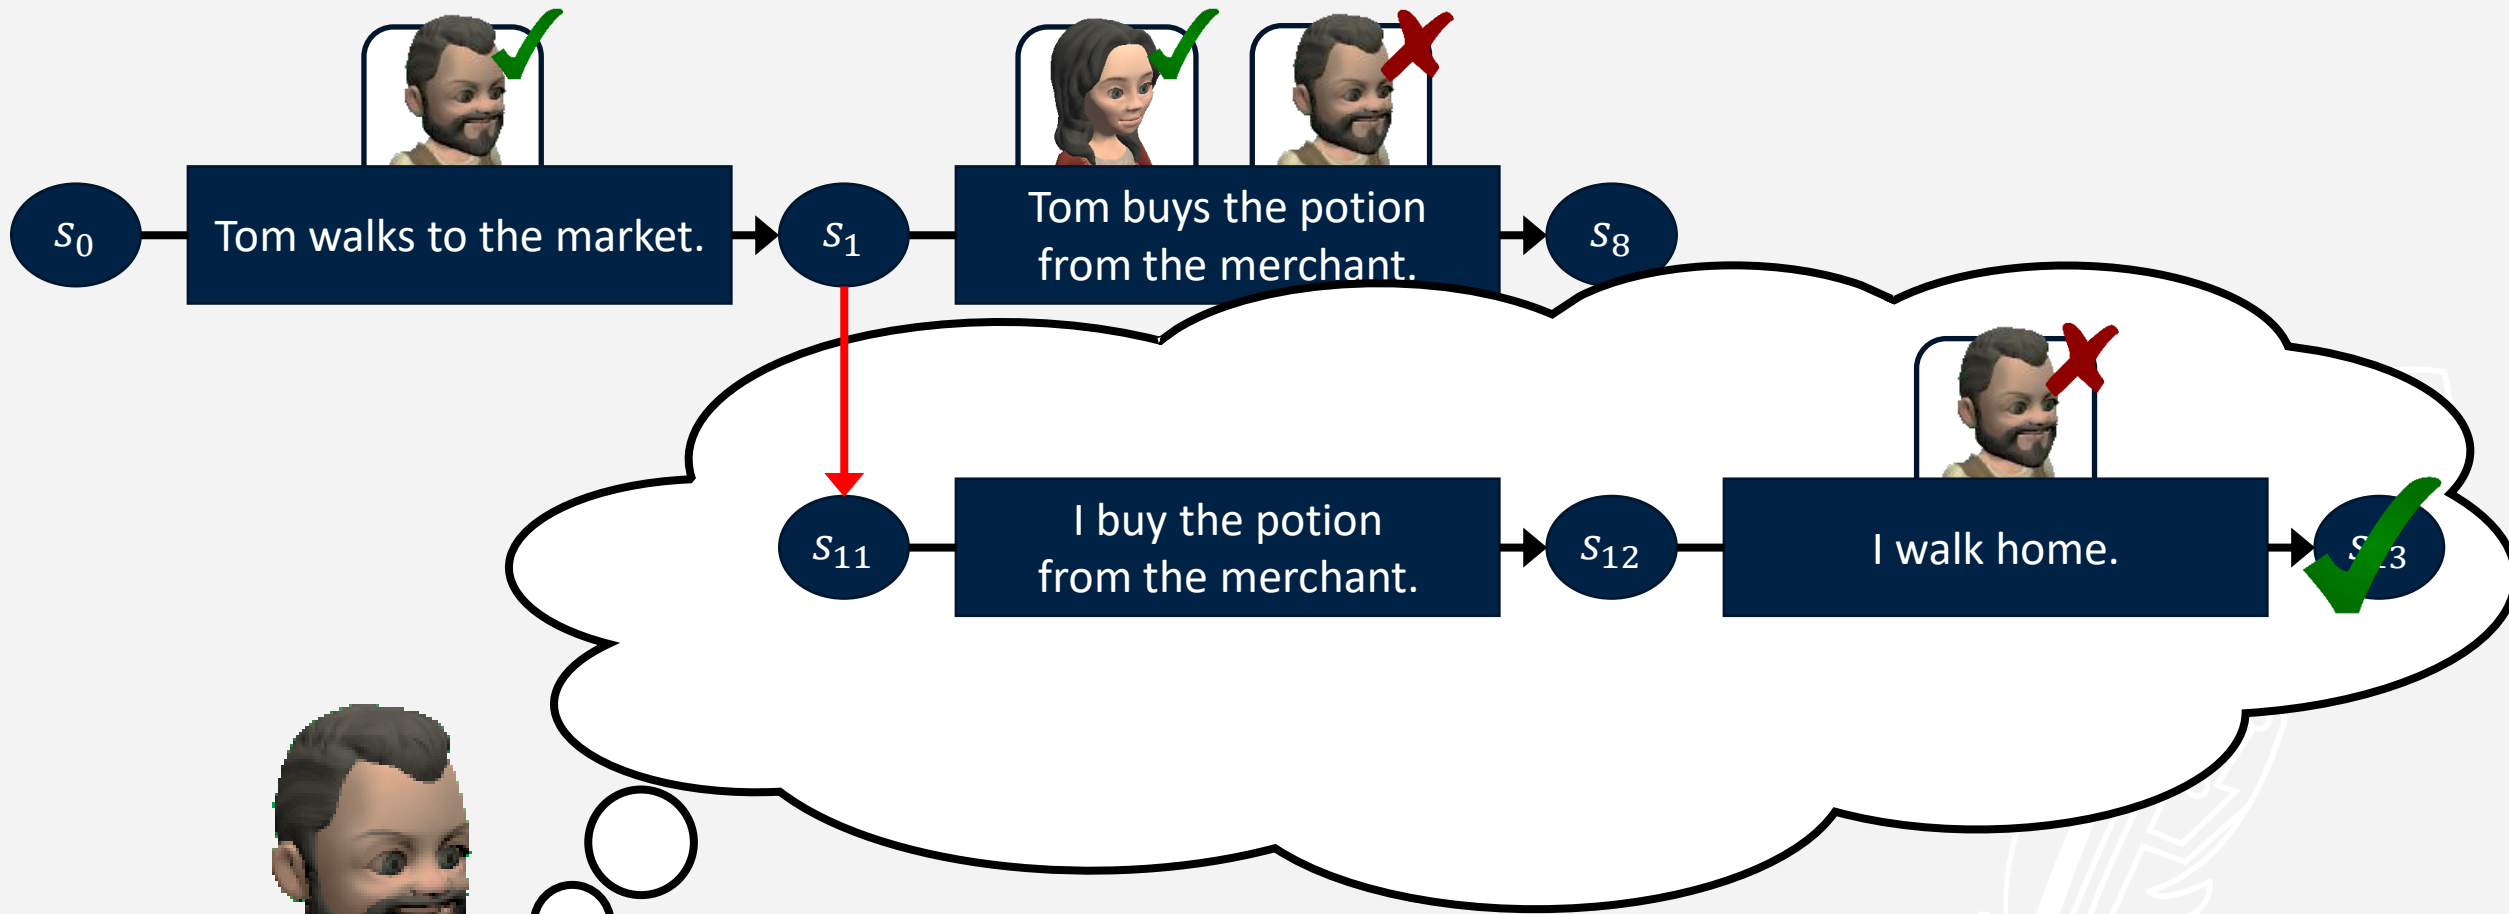 s0
Tom walks to the market.
s1
Tom buys the potion
from the merchant.
s8
s11
I buy the potion
from the merchant.
s12
I walk home.